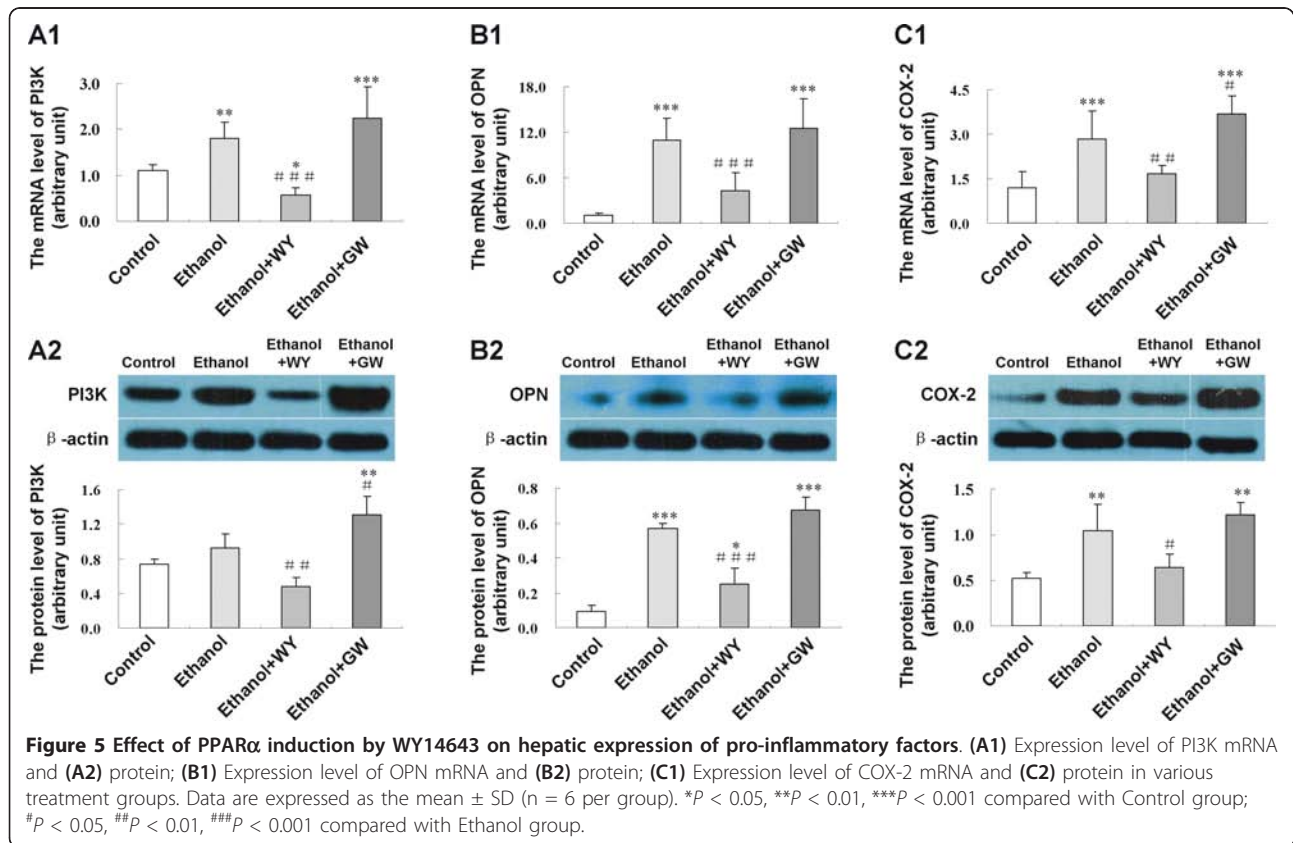 A1
The mRNA level of PI3K
(arbitrary unit)
3.0
2.0
1.0
0.0
**
*
# # #
***
Control
Ethanol
Ethanol+WY
Ethanol+GW
B1
The mRNA level of OPN
(arbitrary unit)
18.0
12.0
6.0
0.0
***
# # #
***
Control
Ethanol
Ethanol+WY
Ethanol+GW
C1
The mRNA level of COX-2
(arbitrary unit)
4.5
3.0
1.5
0.0
***
# #
***
#
Control
Ethanol
Ethanol+WY
Ethanol+GW
A2
Control Ethanol Ethanol +WY Ethanol +GW
PI3K
β -actin
The protein level of PI3K
(arbitrary unit)
1.6
1.2
0.8
0.4
0.0
# #
**
#
Control
Ethanol
Ethanol+WY
Ethanol+GW
B2
Control Ethanol Ethanol +WY Ethanol +GW
OPN
β -actin
The protein level of OPN
(arbitrary unit)
0.8
0.6
0.4
0.2
0.0
***
*
# # #
***
Control
Ethanol
Ethanol+WY
Ethanol+GW
C2
Control Ethanol Ethanol +WY Ethanol +GW
COX-2
β -actin
The protein level of COX-2
(arbitrary unit)
1.5
1.0
0.5
0.0
**
#
**
Control
Ethanol
Ethanol+WY
Ethanol+GW
Figure 5 Effect of PPARα induction by WY14643 on hepatic expression of pro-inflammatory factors. (A1) Expression level of PI3K mRNA
and (A2) protein; (B1) Expression level of OPN mRNA and (B2) protein; (C1) Expression level of COX-2 mRNA and (C2) protein in various
treatment groups. Data are expressed as the mean ± SD (n = 6 per group). *P < 0.05, **P < 0.01, ***P < 0.001 compared with Control group;
#P < 0.05, ##P < 0.01, ###P < 0.001 compared with Ethanol group.